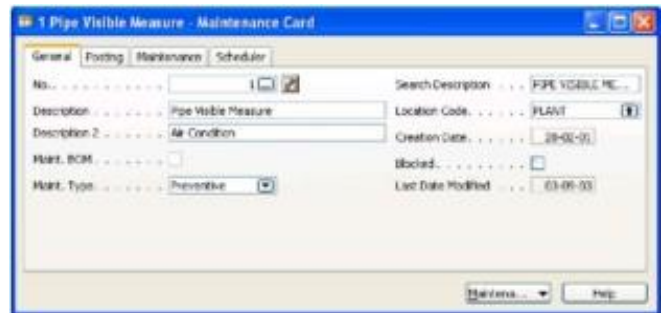 1 Pipe Visible Measure - Maintenance Card
General Posting Maintenance Scheduler
No. . . . . . . . . . . . 1 Search Description . . . PIPE VISIBLE ME...
Description . . . . . . . Pipe Visible Measure Location Code. . . . . . PLANT
Description 2 . . . . . . Air Condition Creation Date . . . . . 28-02-01
Maint. BOM. . . . . . . Blocked. . . . . . . .
Maint. Type. . . . . . . Preventive Last Date Modified . . . 03-09-03
Maintena... Help